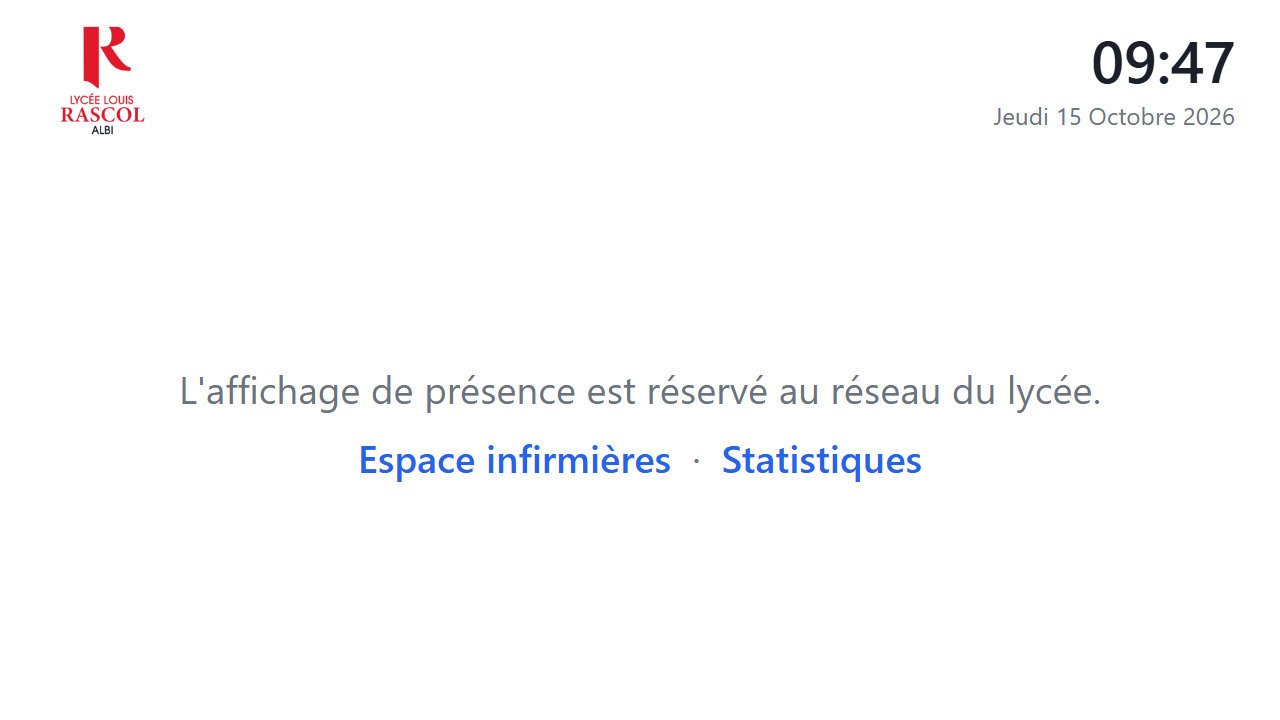 LYCÉE LOUIS
RASCOL
ALBI
09:47
Jeudi 15 Octobre 2026
L'affichage de présence est réservé au réseau du lycée.
Espace infirmières · Statistiques